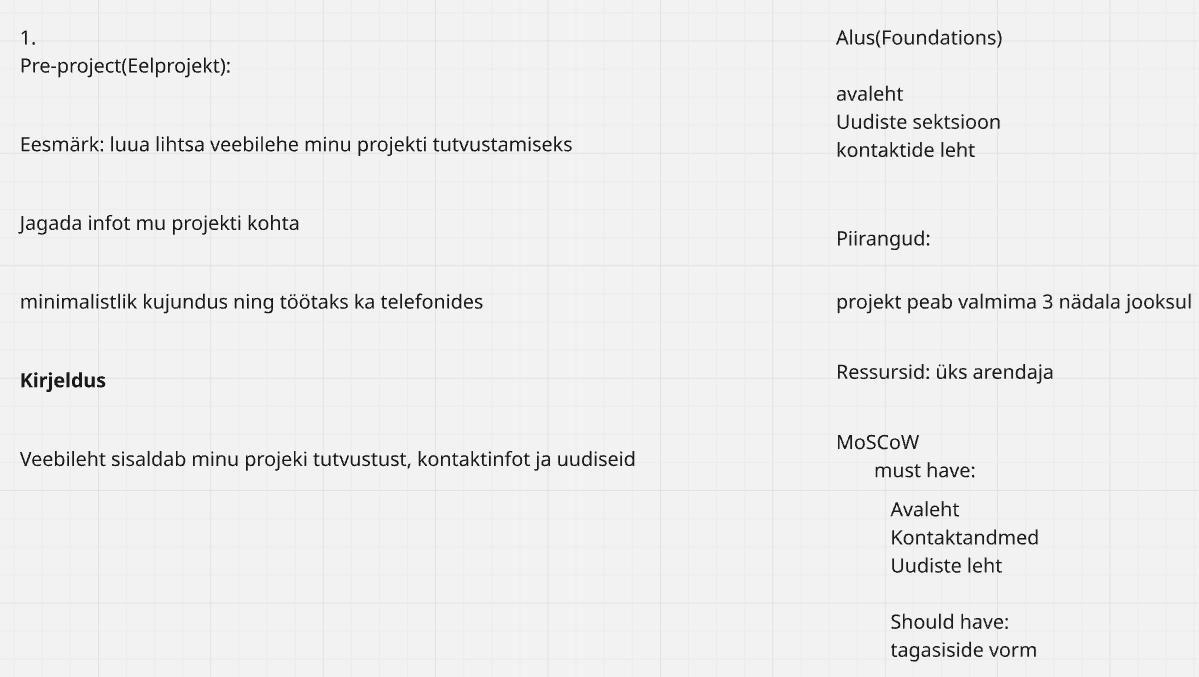 1.
Pre-project(Eelprojekt):
Eesmärk: luua lihtsa veebilehe minu projekti tutvustamiseks
Jagada infot mu projekti kohta
minimalistlik kujundus ning töötaks ka telefonides
Kirjeldus
Veebileht sisaldab minu projeki tutvustust, kontaktinfot ja uudiseid
Alus(Foundations)
avaleht
Uudiste sektsioon
kontaktide leht
Piirangud:
projekt peab valmima 3 nädala jooksul
Ressursid: üks arendaja
MoSCoW
must have:
Avaleht
Kontaktandmed
Uudiste leht
Should have:
tagasiside vorm